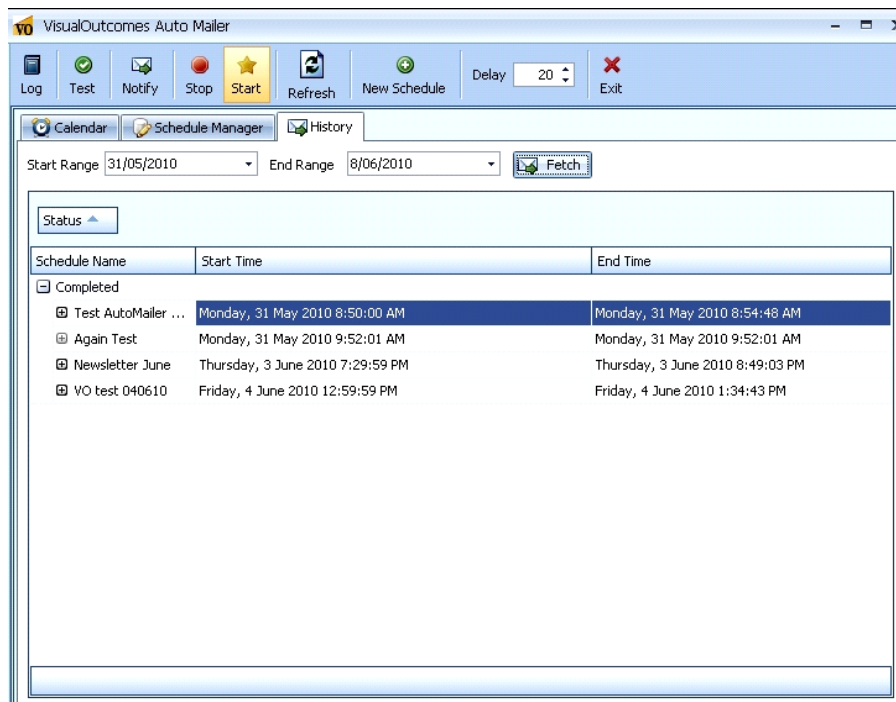 VO VisualOutcomes Auto Mailer
Log Test Notify Stop Start Refresh New Schedule Delay 20 Exit
Calendar Schedule Manager History
Start Range 31/05/2010 End Range 8/06/2010 Fetch
Status
Schedule Name Start Time End Time
Completed
Test AutoMailer ... Monday, 31 May 2010 8:50:00 AM Monday, 31 May 2010 8:54:48 AM
Again Test Monday, 31 May 2010 9:52:01 AM Monday, 31 May 2010 9:52:01 AM
Newsletter June Thursday, 3 June 2010 7:29:59 PM Thursday, 3 June 2010 8:49:03 PM
VO test 040610 Friday, 4 June 2010 12:59:59 PM Friday, 4 June 2010 1:34:43 PM